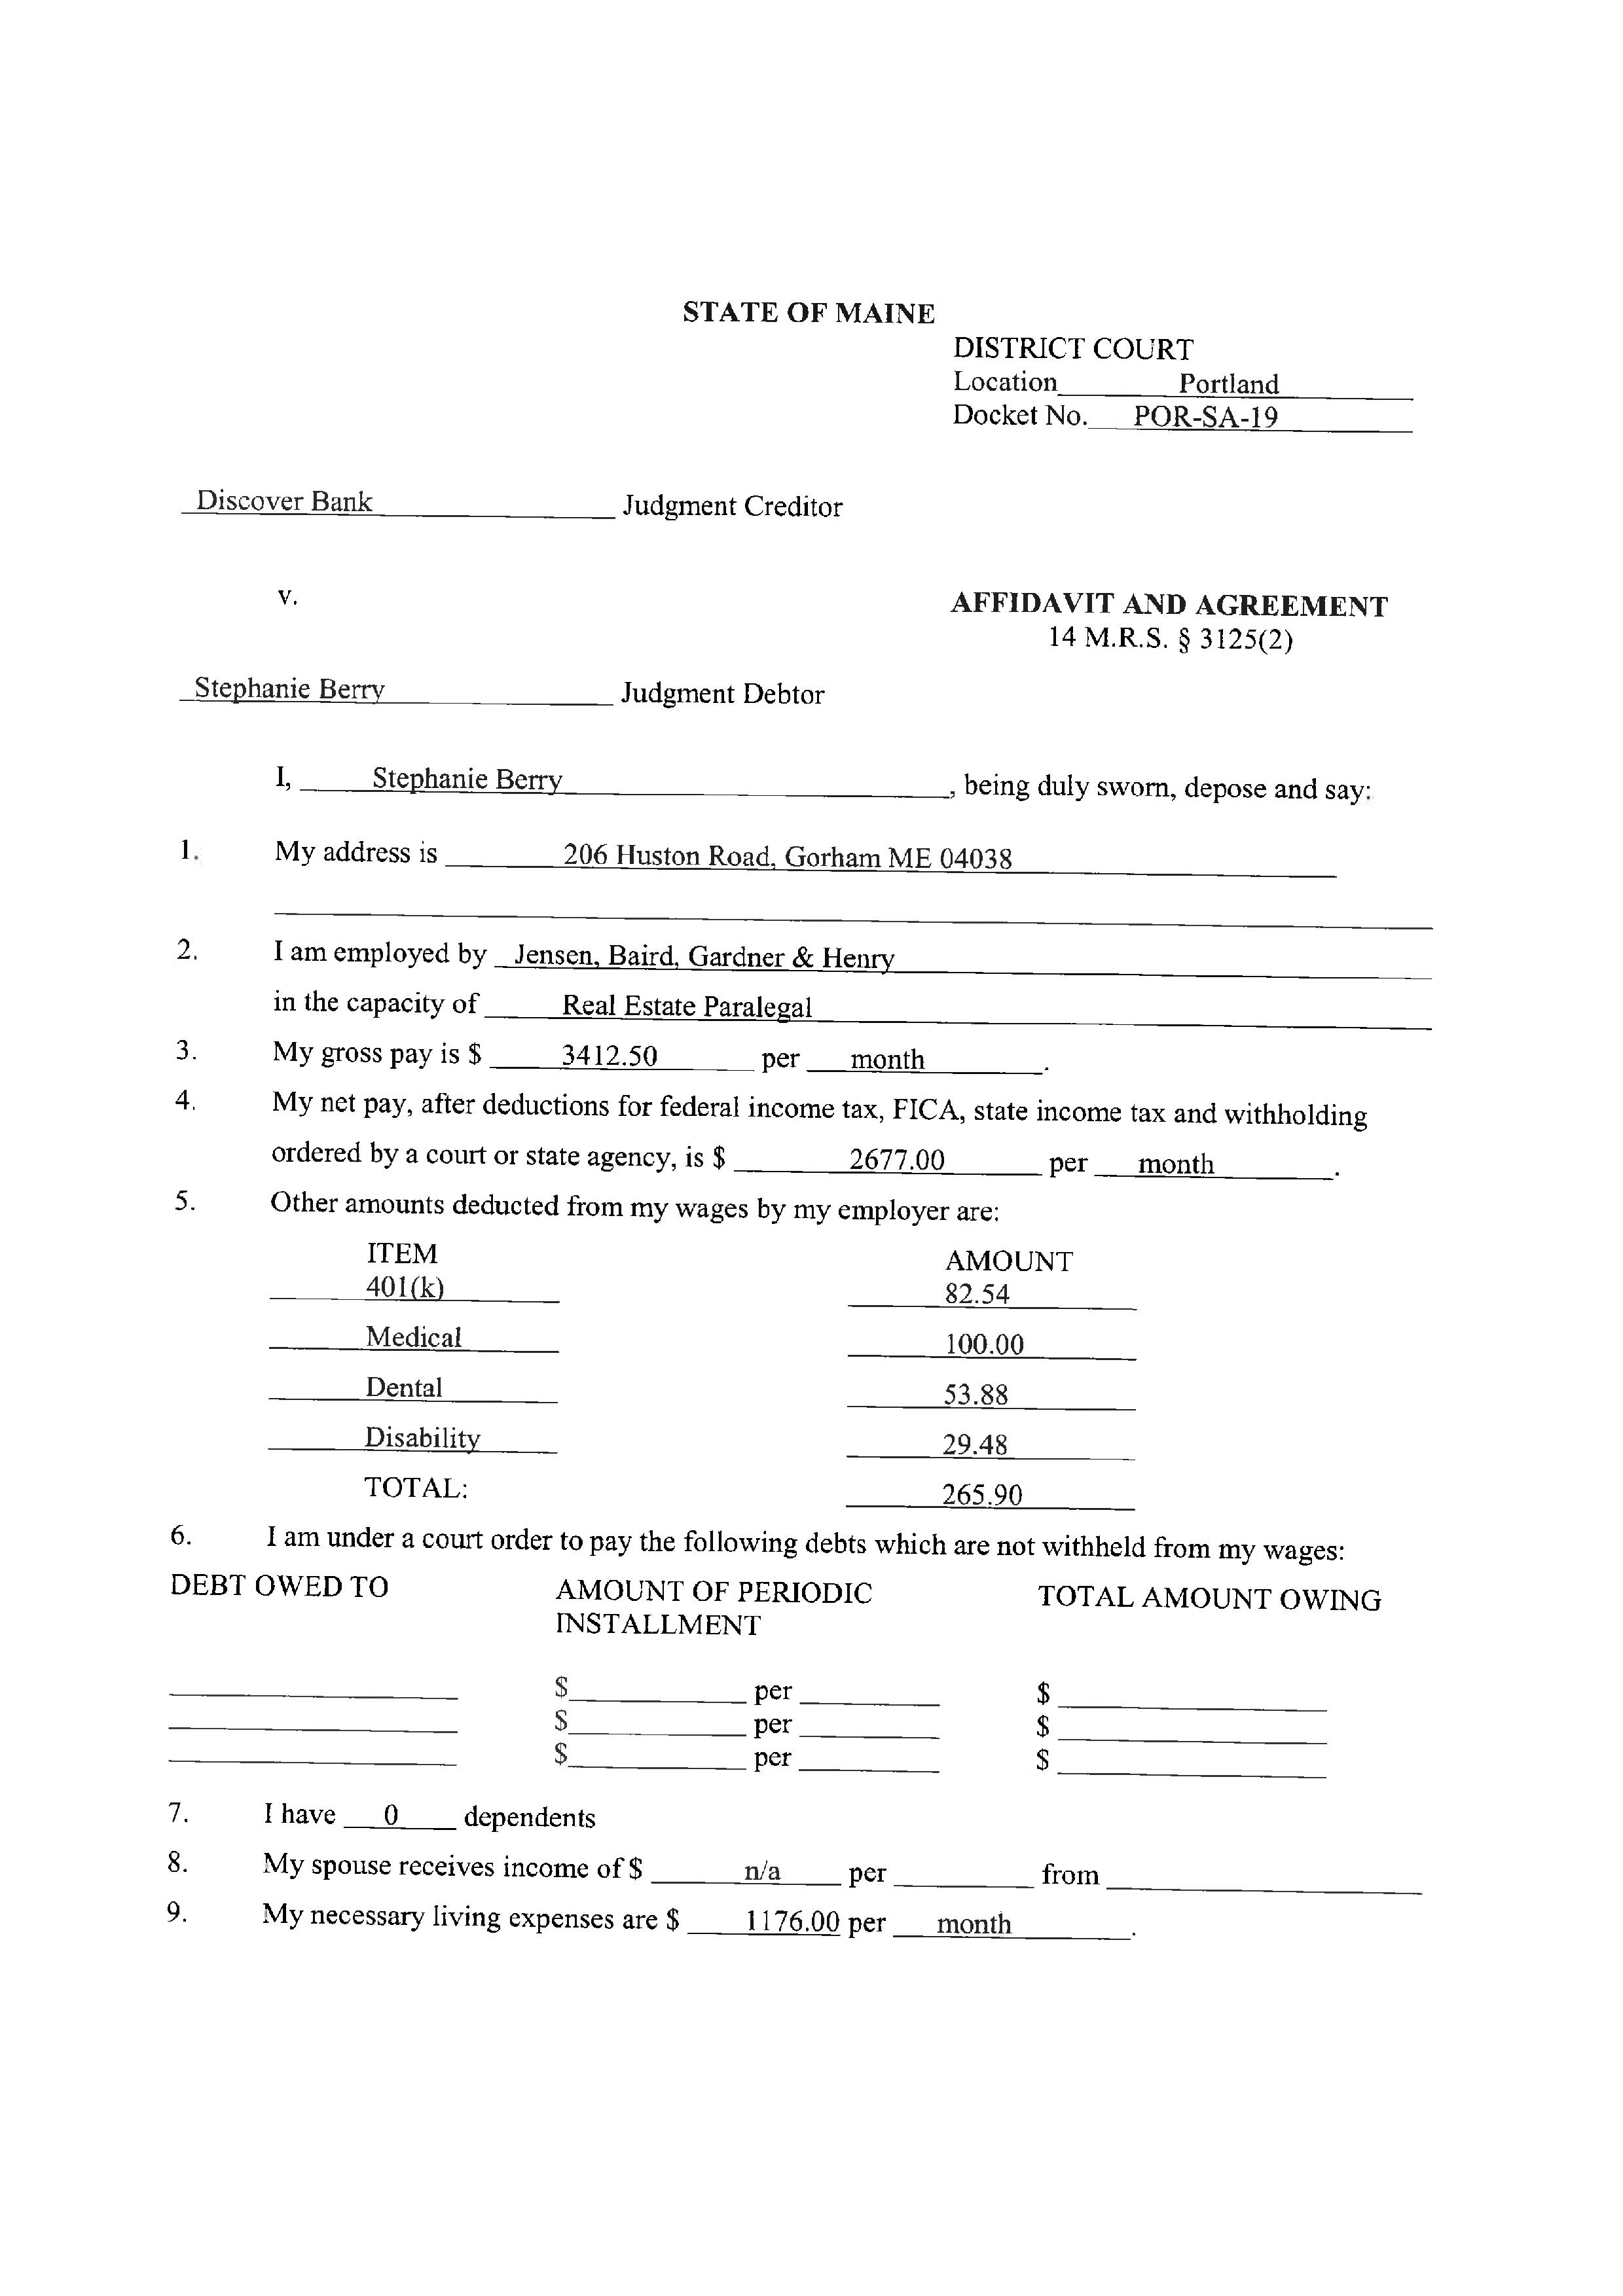 STATE OF MAINE
DISTRICT COURT
Location Portland
Docket No. POR-SA-19
Discover Bank Judgment Creditor
v.
AFFIDAVIT AND AGREEMENT
14 M.R.S. § 3125(2)
Stephanie Berry Judgment Debtor
I, Stephanie Berry, being duly sworn, depose and say:
1. My address is 206 Huston Road, Gorham ME 04038
2. I am employed by Jensen, Baird, Gardner & Henry
in the capacity of Real Estate Paralegal
3. My gross pay is $ 3412.50 per month.
4. My net pay, after deductions for federal income tax, FICA, state income tax and withholding
ordered by a court or state agency, is $ 2677.00 per month.
5. Other amounts deducted from my wages by my employer are:
ITEM AMOUNT
401(k) 82.54
Medical 100.00
Dental 53.88
Disability 29.48
TOTAL: 265.90
6. I am under a court order to pay the following debts which are not withheld from my wages:
DEBT OWED TO AMOUNT OF PERIODIC TOTAL AMOUNT OWING
INSTALLMENT
$ per $
$ per $
$ per $
7. I have 0 dependents
8. My spouse receives income of $ n/a per from
9. My necessary living expenses are $ 1176.00 per month.